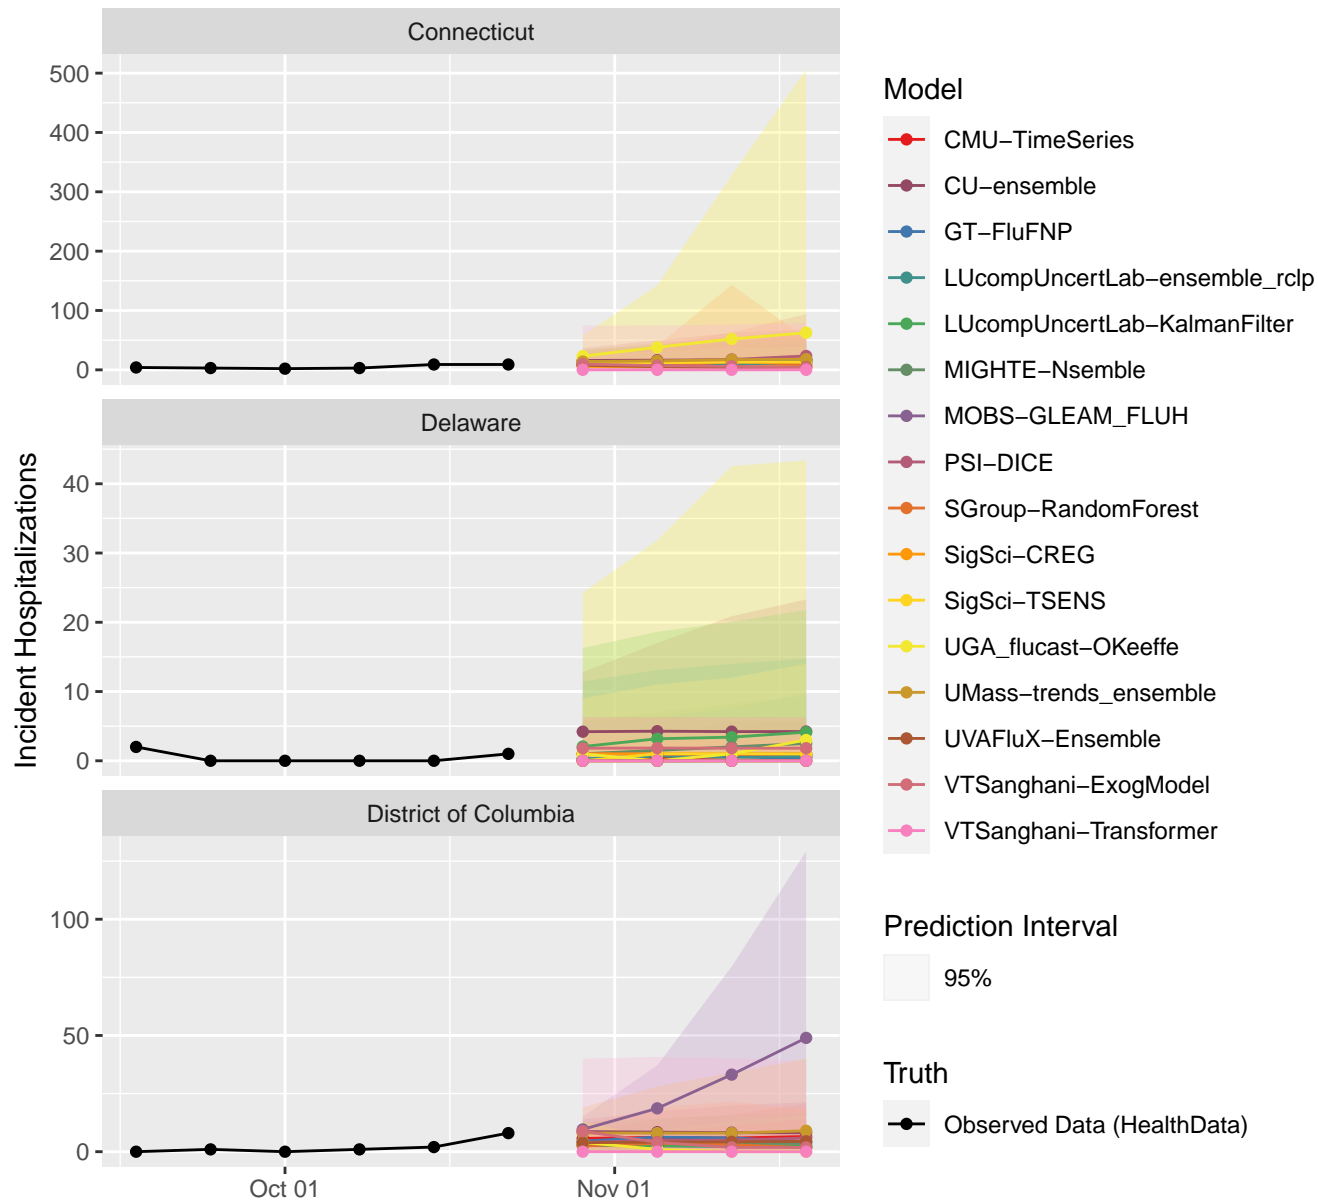 Connecticut
500
400
300
200
100
0
Delaware
40
30
20
10
0
District of Columbia
100
50
0
Oct 01
Nov 01
Incident Hospitalizations
Model
CMU−TimeSeries
CU−ensemble
GT−FluFNP
LUcompUncertLab−ensemble_rclp
LUcompUncertLab−KalmanFilter
MIGHTE−Nsemble
MOBS−GLEAM_FLUH
PSI−DICE
SGroup−RandomForest
SigSci−CREG
SigSci−TSENS
UGA_flucast−OKeeffe
UMass−trends_ensemble
UVAFluX−Ensemble
VTSanghani−ExogModel
VTSanghani−Transformer
Prediction Interval
95%
Truth
Observed Data (HealthData)